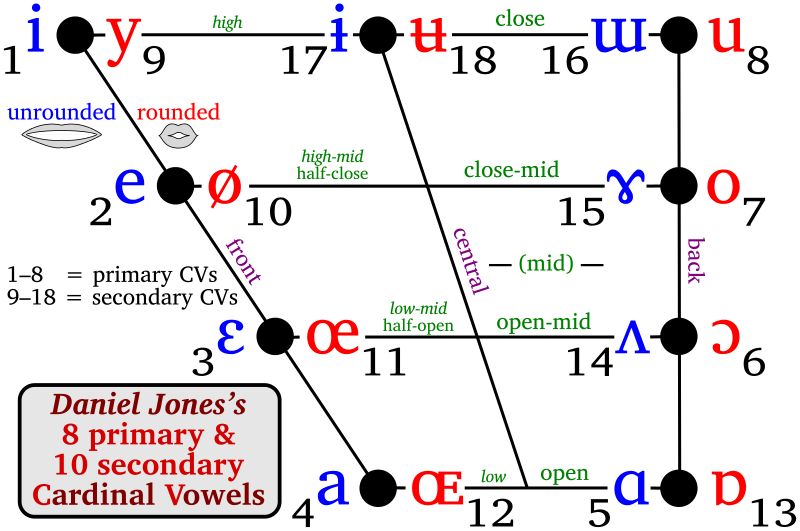 i y high ɨ ʉ close ɯ u
1 9 17 18 16 8
unrounded rounded
e ø high-mid half-close close-mid ɤ o
2 10 15 7
front central back
— (mid) —
1–8 = primary CVs
9–18 = secondary CVs
ɛ œ low-mid half-open open-mid ʌ ɔ
3 11 14 6
Daniel Jones’s
8 primary &
10 secondary
Cardinal Vowels
a ɶ low open ɑ ɒ
4 12 5 13